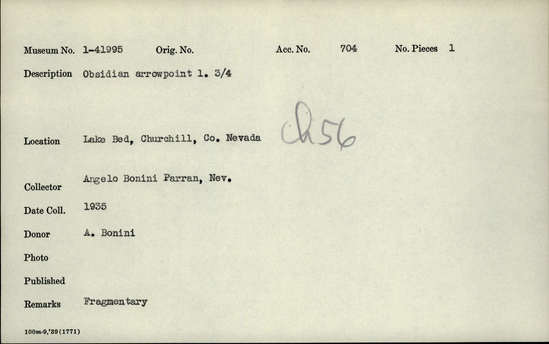 Museum No. 1-41995 Orig. No. Acc. No. 704 No. Pieces 1
Description Obsidian arrowpoint l. 3/4
Location Lake Bed, Churchill, Co. Nevada ch56
Collector Angelo Bonini Parran, Nev.
Date Coll. 1935
Donor A. Bonini
Photo
Published
Remarks Fragmentary
100m-9,'39(1771)